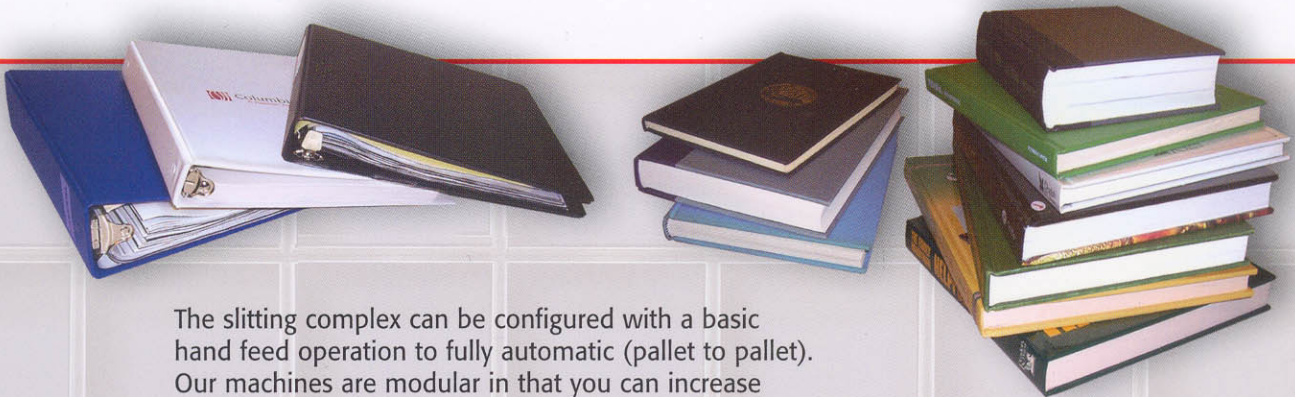 Columbia
The slitting complex can be configured with a basic
hand feed operation to fully automatic (pallet to pallet).
Our machines are modular in that you can increase